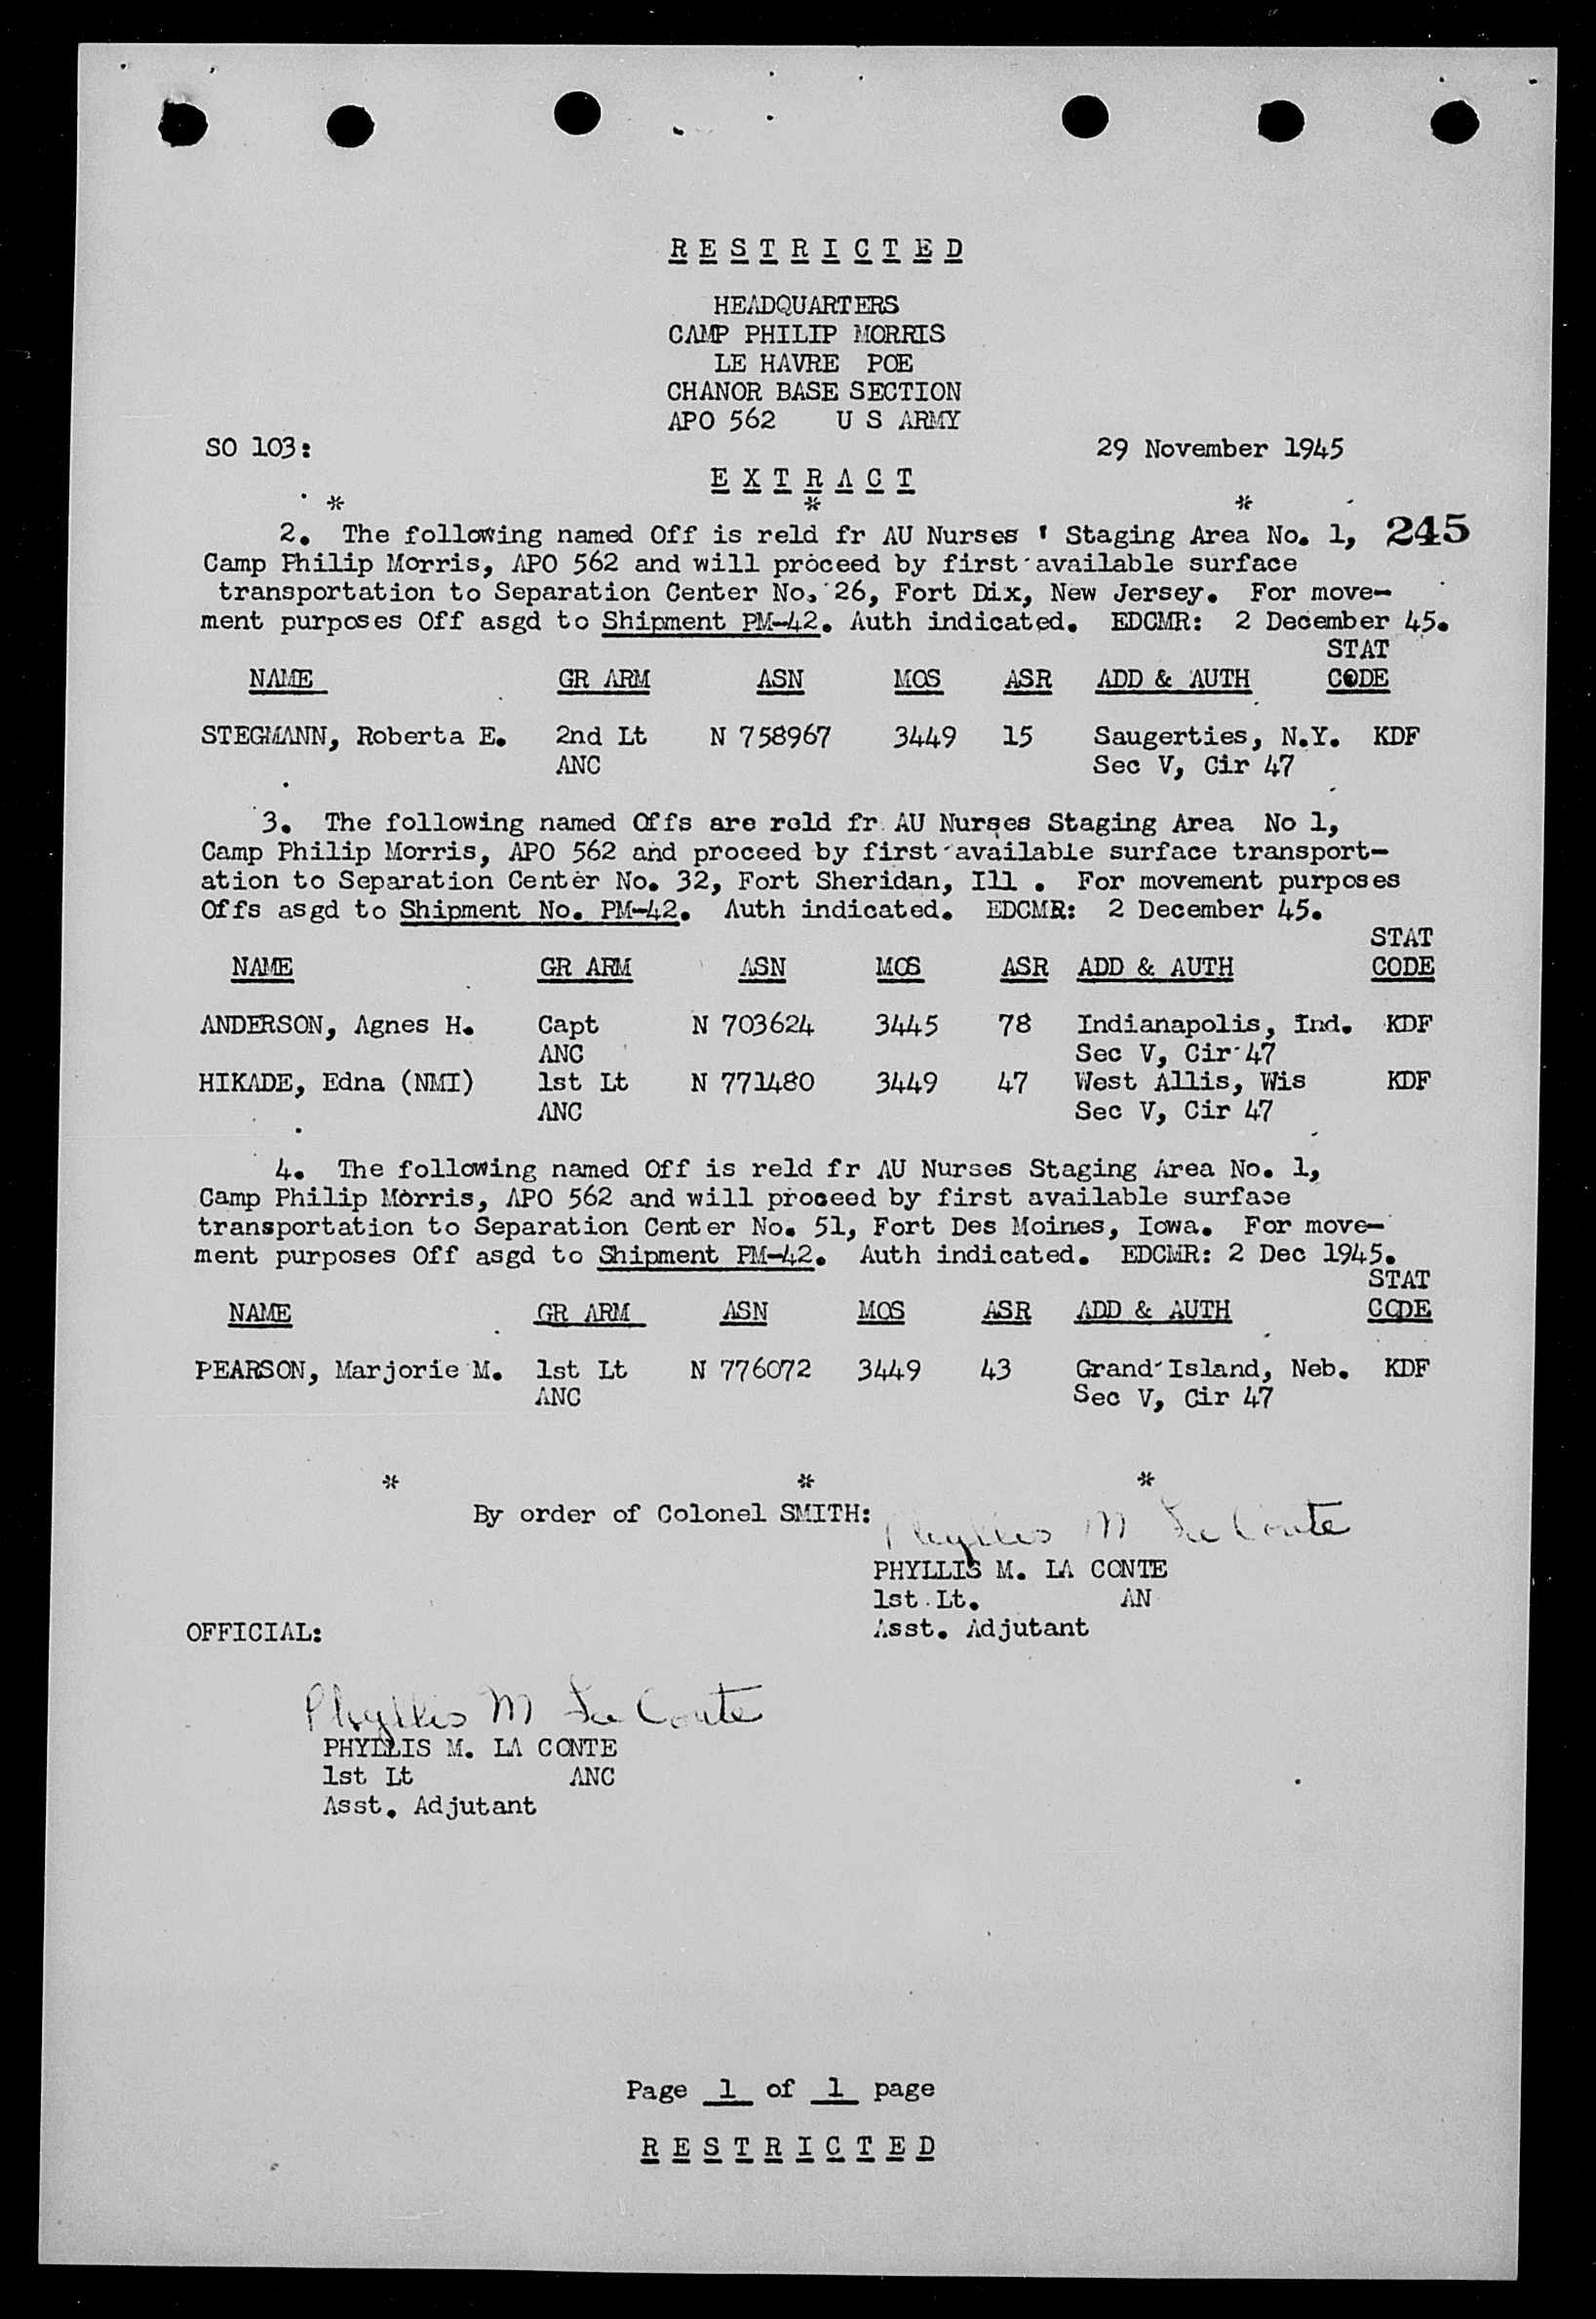 R E S T R I C T E D
HEADQUARTERS
CAMP PHILIP MORRIS
LE HAVRE POE
CHANOR BASE SECTION
APO 562 U S ARMY
SO 103: 29 November 1945
E X T R A C T
* * *
2. The following named Off is reld fr AU Nurses ' Staging Area No. 1, 245
Camp Philip Morris, APO 562 and will proceed by first available surface
transportation to Separation Center No. 26, Fort Dix, New Jersey. For move-
ment purposes Off asgd to Shipment PM-42. Auth indicated. EDCMR: 2 December 45.
STAT
NAME GR ARM ASN MOS ASR ADD & AUTH CODE
STEGMANN, Roberta E. 2nd Lt N 758967 3449 15 Saugerties, N.Y. KDF
ANC Sec V, Cir 47
3. The following named Offs are reld fr AU Nurses Staging Area No 1,
Camp Philip Morris, APO 562 and proceed by first available surface transport-
ation to Separation Center No. 32, Fort Sheridan, Ill . For movement purposes
Offs asgd to Shipment No. PM-42. Auth indicated. EDCMR: 2 December 45.
STAT
NAME GR ARM ASN MOS ASR ADD & AUTH CODE
ANDERSON, Agnes H. Capt N 703624 3445 78 Indianapolis, Ind. KDF
ANC Sec V, Cir 47
HIKADE, Edna (NMI) 1st Lt N 771480 3449 47 West Allis, Wis KDF
ANC Sec V, Cir 47
4. The following named Off is reld fr AU Nurses Staging Area No. 1,
Camp Philip Morris, APO 562 and will proceed by first available surface
transportation to Separation Center No. 51, Fort Des Moines, Iowa. For move-
ment purposes Off asgd to Shipment PM-42. Auth indicated. EDCMR: 2 Dec 1945.
STAT
NAME GR ARM ASN MOS ASR ADD & AUTH CODE
PEARSON, Marjorie M. 1st Lt N 776072 3449 43 Grand Island, Neb. KDF
ANC Sec V, Cir 47
* * *
By order of Colonel SMITH:
Phyllis M La Conte
PHYLLIS M. LA CONTE
1st Lt. AN
Asst. Adjutant
OFFICIAL:
Phyllis M La Conte
PHYLLIS M. LA CONTE
1st Lt ANC
Asst. Adjutant
Page 1 of 1 page
R E S T R I C T E D